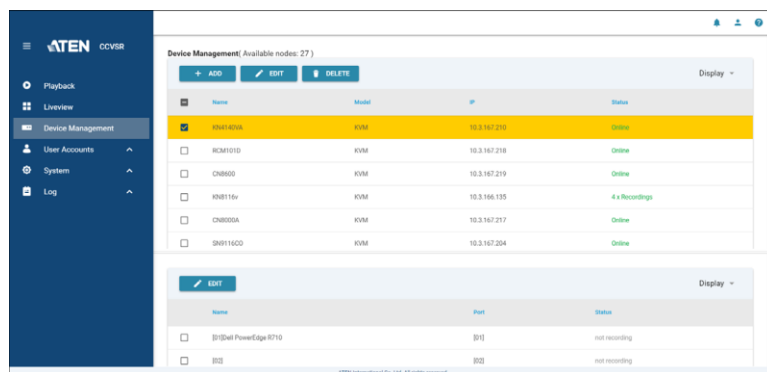 ATEN CCVSR
Playback
Liveview
Device Management
User Accounts
System
Log
Device Management( Available nodes: 27 )
+ ADD EDIT DELETE Display
Name Model IP Status
KN4140VA KVM 10.3.167.210 Online
RCM101D KVM 10.3.167.218 Online
CN8600 KVM 10.3.167.219 Online
KN8116v KVM 10.3.166.135 4 x Recordings
CN8000A KVM 10.3.167.217 Online
SN9116CO KVM 10.3.167.204 Online
EDIT Display
Name Port Status
[01]Dell PowerEdge R710 [01] not recording
[02] [02] not recording